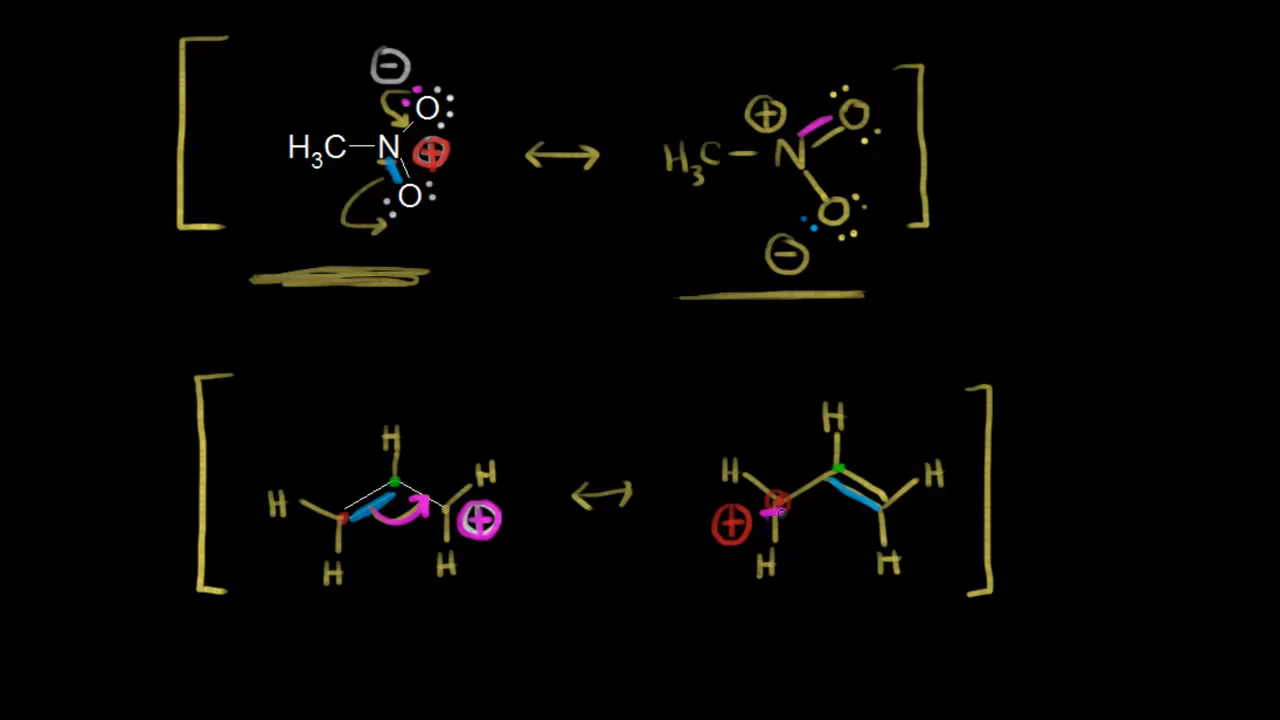 ⊖
O ⊕ O
H₃C—N ⊕ ↔ H₃C—N
O O
⊖
H H
H H H H
⊕ ↔ ⊕
H H H H